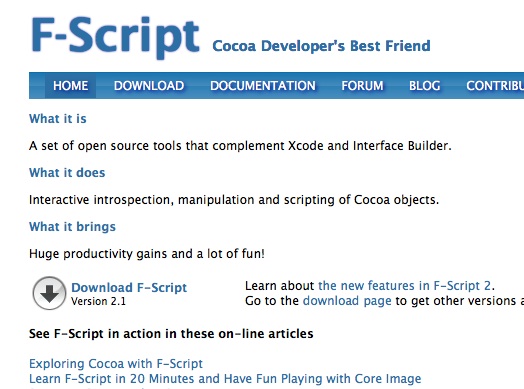 F-Script Cocoa Developer's Best Friend
HOME DOWNLOAD DOCUMENTATION FORUM BLOG
What it is
A set of open source tools that complement Xcode and Interface Builder.
What it does
Interactive introspection, manipulation and scripting of Cocoa objects.
What it brings
Huge productivity gains and a lot of fun!
Download F-Script
Version 2.1
Learn about the new features in F-Script 2.
Go to the download page to get other versions a
See F-Script in action in these on-line articles
Exploring Cocoa with F-Script
Learn F-Script in 20 Minutes and Have Fun Playing with Core Image